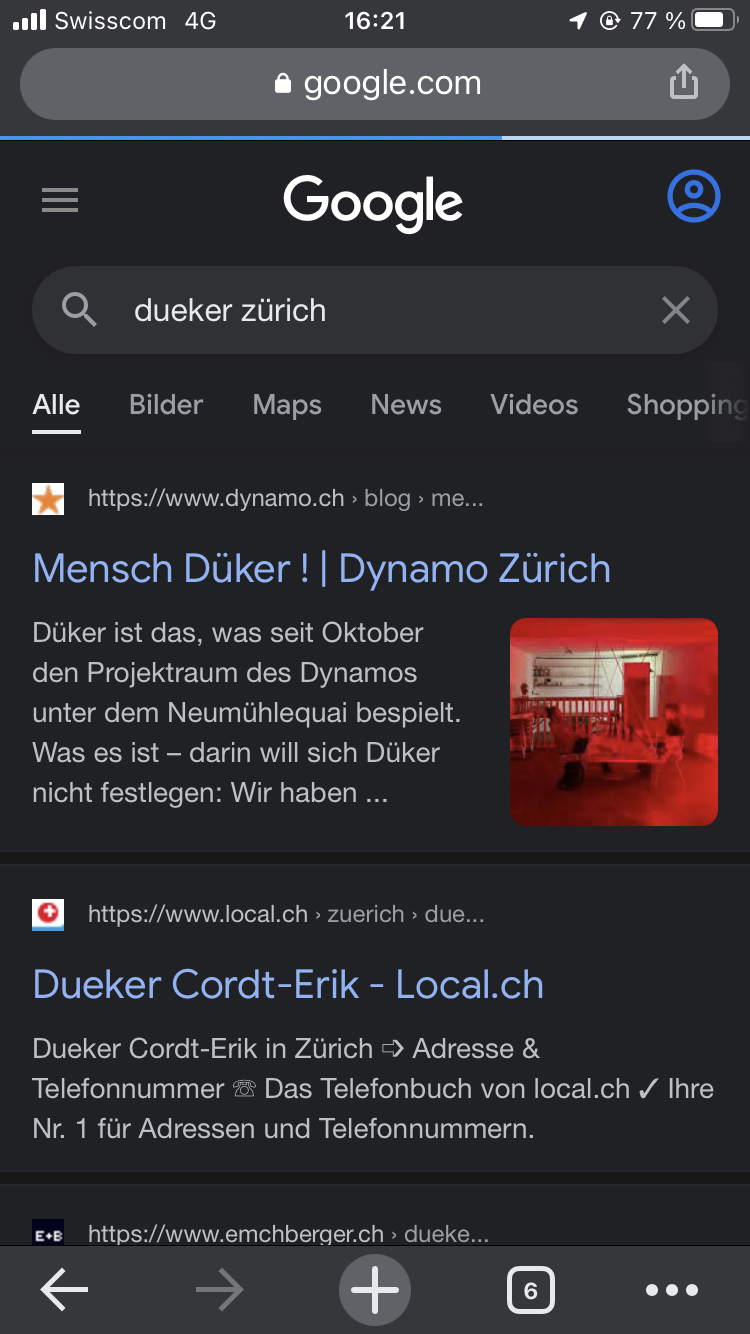 Swisscom 4G 16:21 77 %
google.com
Google
dueker zürich
Alle Bilder Maps News Videos Shopping
https://www.dynamo.ch › blog › me...
Mensch Düker ! | Dynamo Zürich
Düker ist das, was seit Oktober
den Projektraum des Dynamos
unter dem Neumühlequai bespielt.
Was es ist – darin will sich Düker
nicht festlegen: Wir haben ...
https://www.local.ch › zuerich › due...
Dueker Cordt-Erik - Local.ch
Dueker Cordt-Erik in Zürich ➩ Adresse &
Telefonnummer ☏ Das Telefonbuch von local.ch ✓ Ihre
Nr. 1 für Adressen und Telefonnummern.
E+B https://www.emchberger.ch › dueke...
6